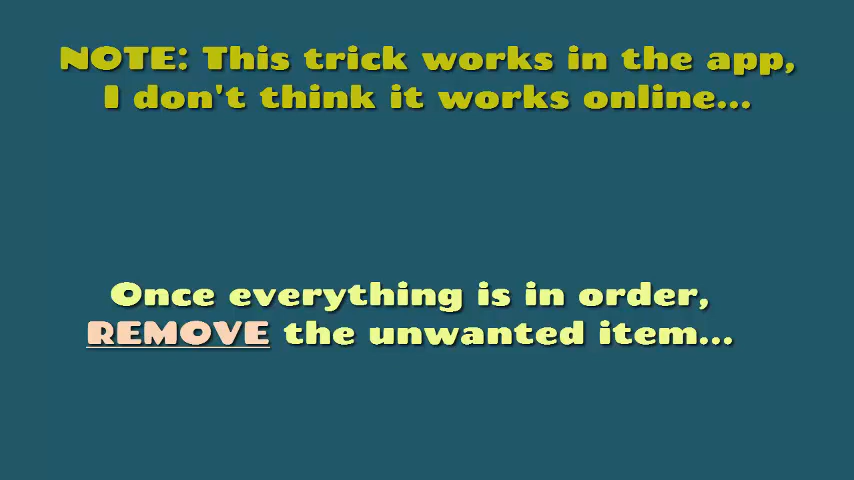 NOTE: This trick works in the app,
I don't think it works online...
Once everything is in order,
REMOVE the unwanted item...